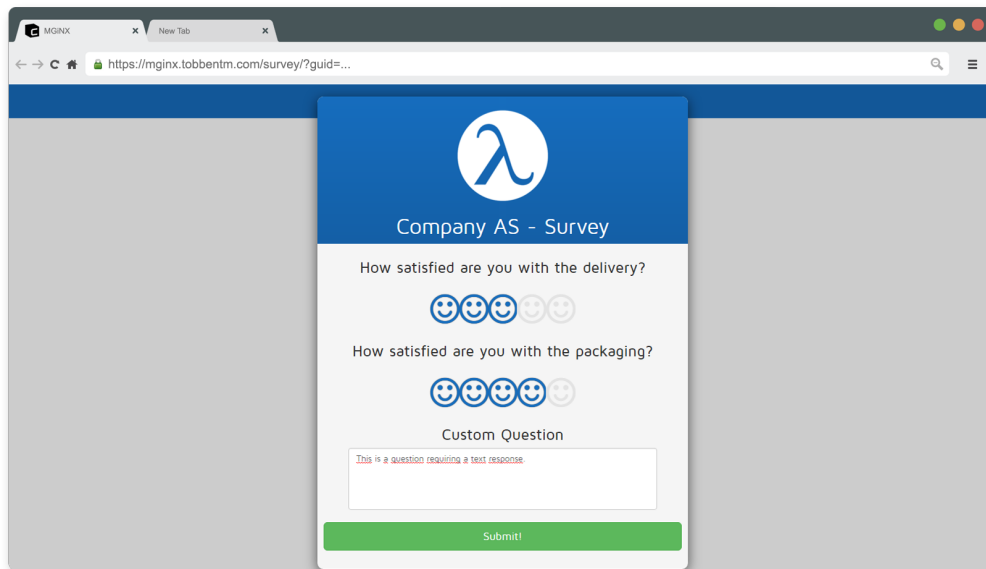 MGiNX
New Tab
https://mginx.tobbentm.com/survey/?guid=...
λ
Company AS - Survey
How satisfied are you with the delivery?
How satisfied are you with the packaging?
Custom Question
This is a question requiring a text response.
Submit!